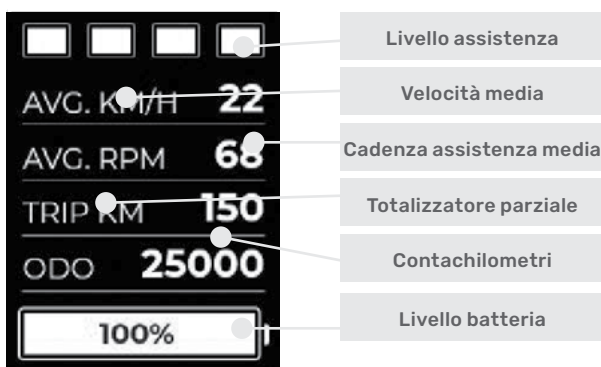 Livello assistenza
AVG. KM/H 22
Velocità media
AVG. RPM 68
Cadenza assistenza media
TRIP KM 150
Totalizzatore parziale
ODO 25000
Contachilometri
100%
Livello batteria